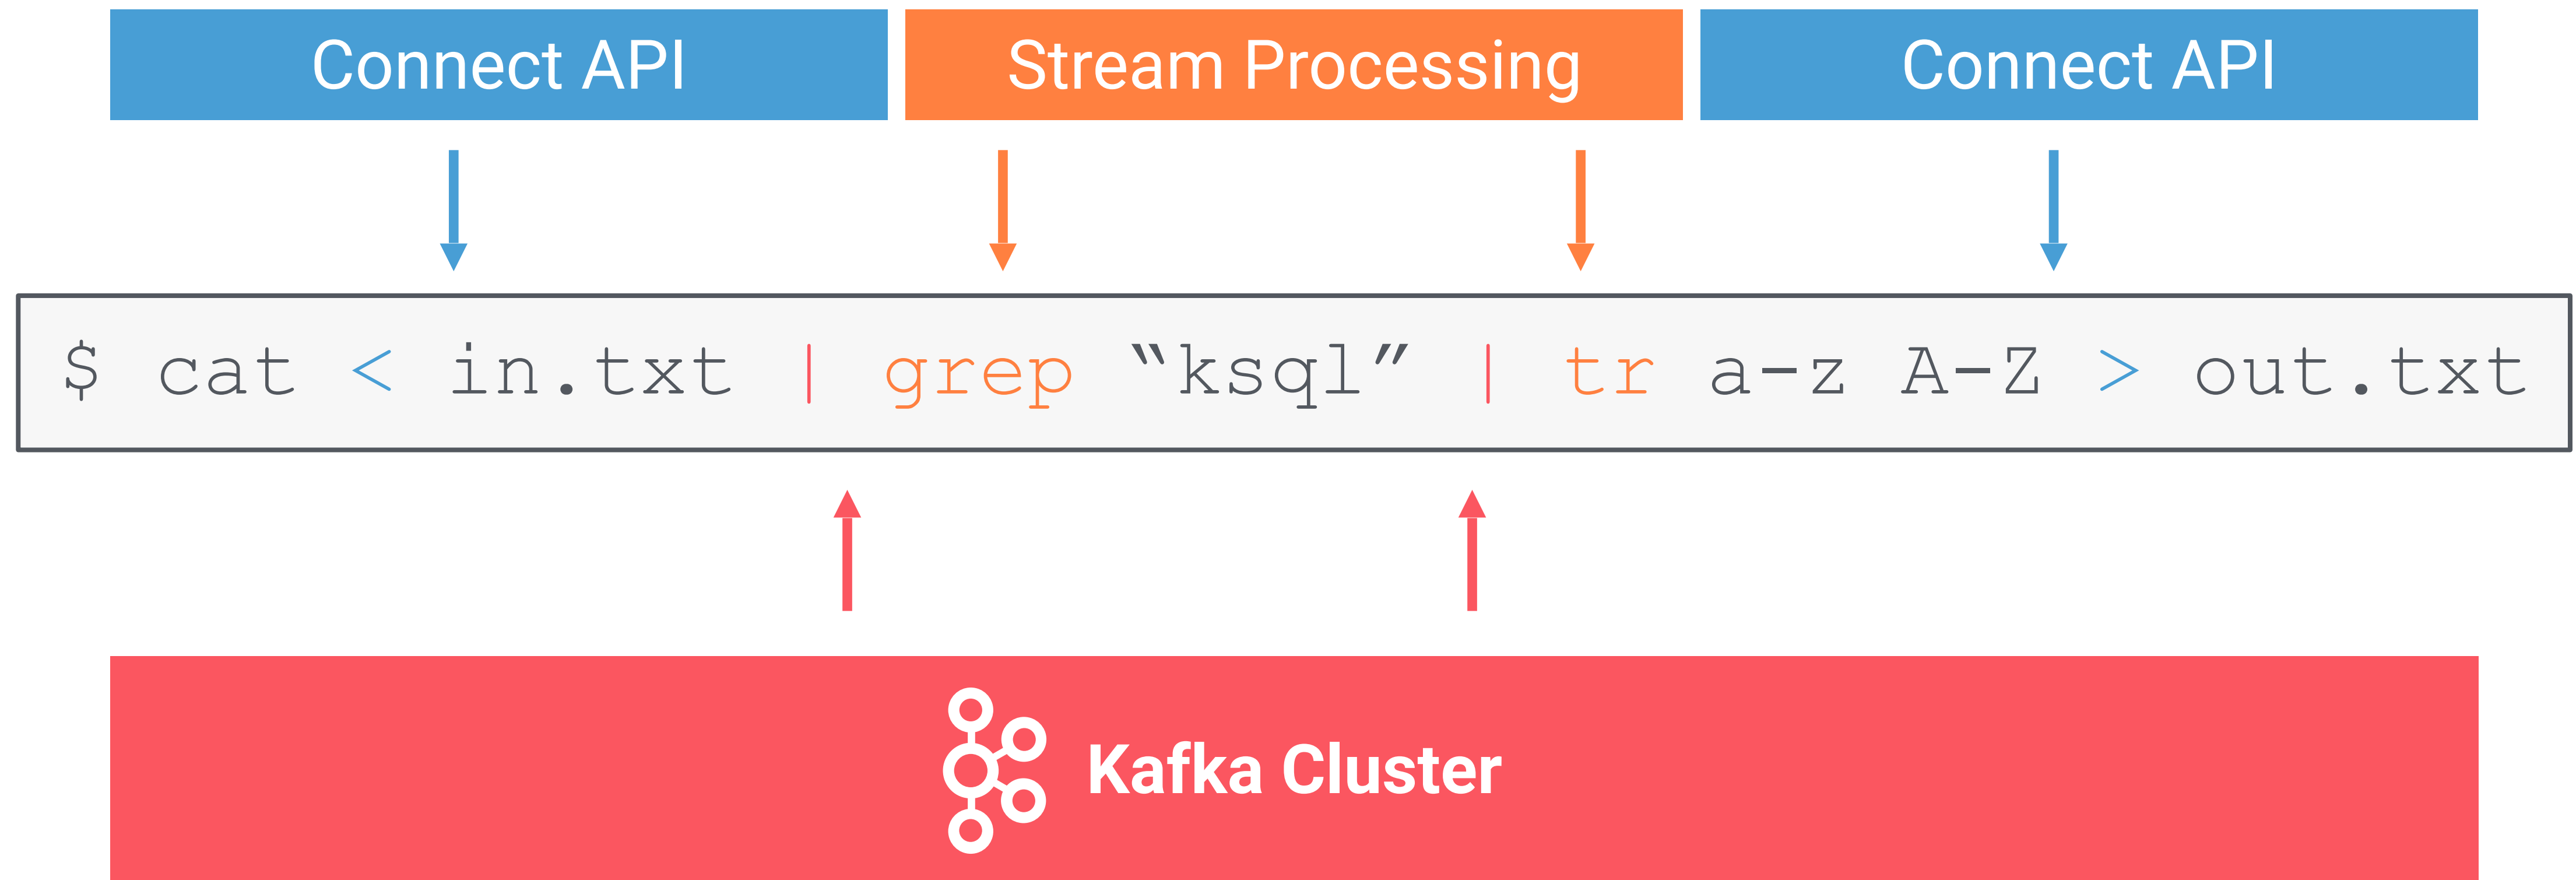 Connect API
Stream Processing
Connect API
$ cat < in.txt | grep “ksql” | tr a-z A-Z > out.txt
Kafka Cluster